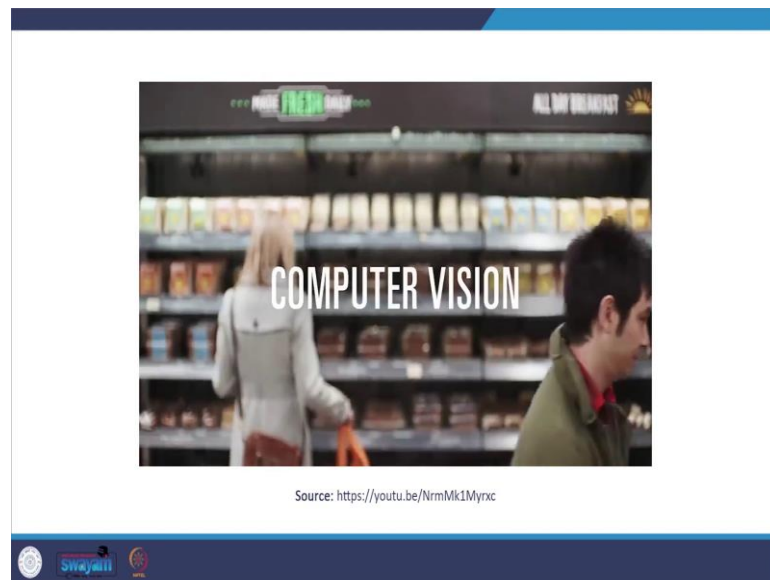 MADE FRESH DAILY
ALL DAY BREAKFAST
COMPUTER VISION
Source: https://youtu.be/NrmMk1Myrxc
swayam